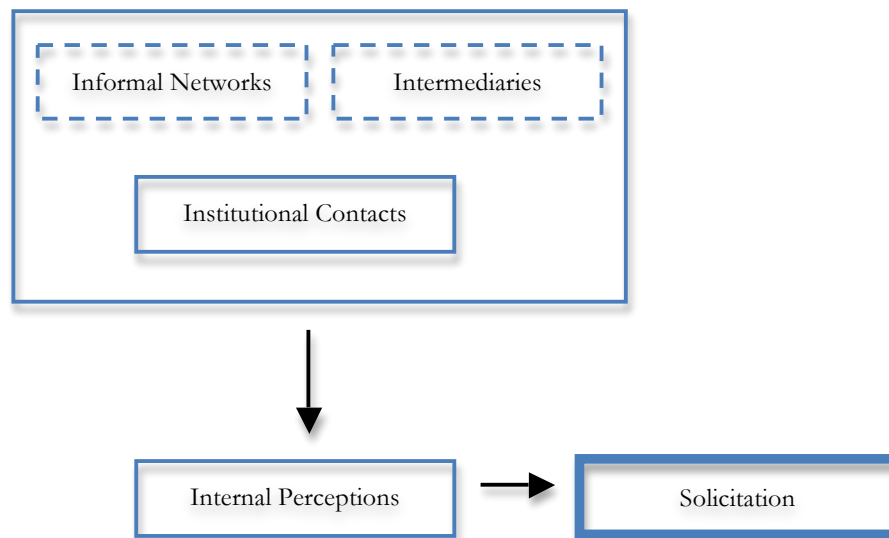 Informal Networks
Intermediaries
Institutional Contacts
Internal Perceptions
Solicitation